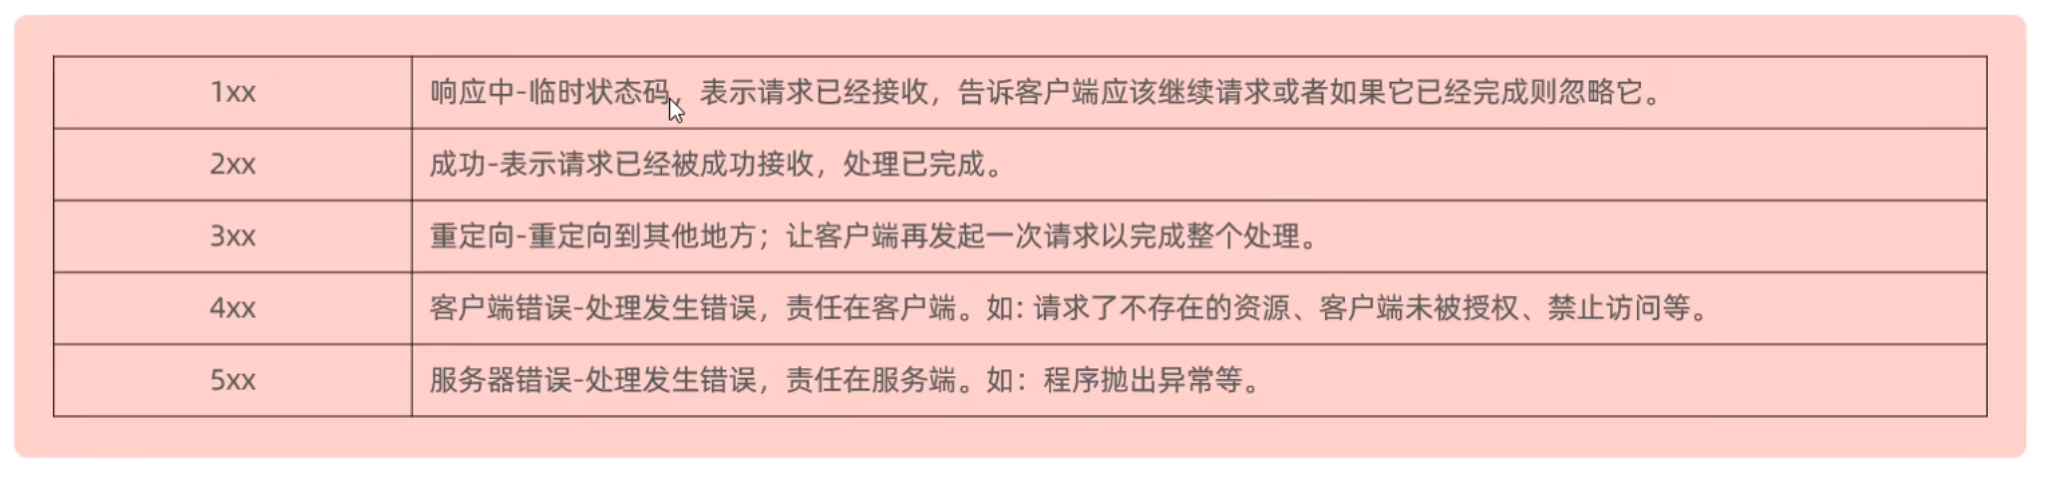 1xx 响应中-临时状态码，表示请求已经接收，告诉客户端应该继续请求或者如果它已经完成则忽略它。
2xx 成功-表示请求已经被成功接收，处理已完成。
3xx 重定向-重定向到其他地方；让客户端再发起一次请求以完成整个处理。
4xx 客户端错误-处理发生错误，责任在客户端。如：请求了不存在的资源、客户端未被授权、禁止访问等。
5xx 服务器错误-处理发生错误，责任在服务端。如：程序抛出异常等。